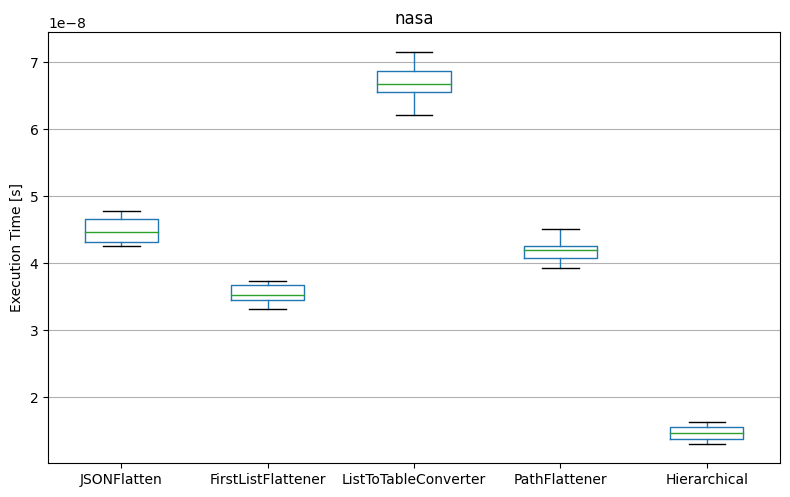 nasa
1e−8
7
6
5
4
3
2
Execution Time [s]
JSONFlatten FirstListFlattener ListToTableConverter PathFlattener Hierarchical